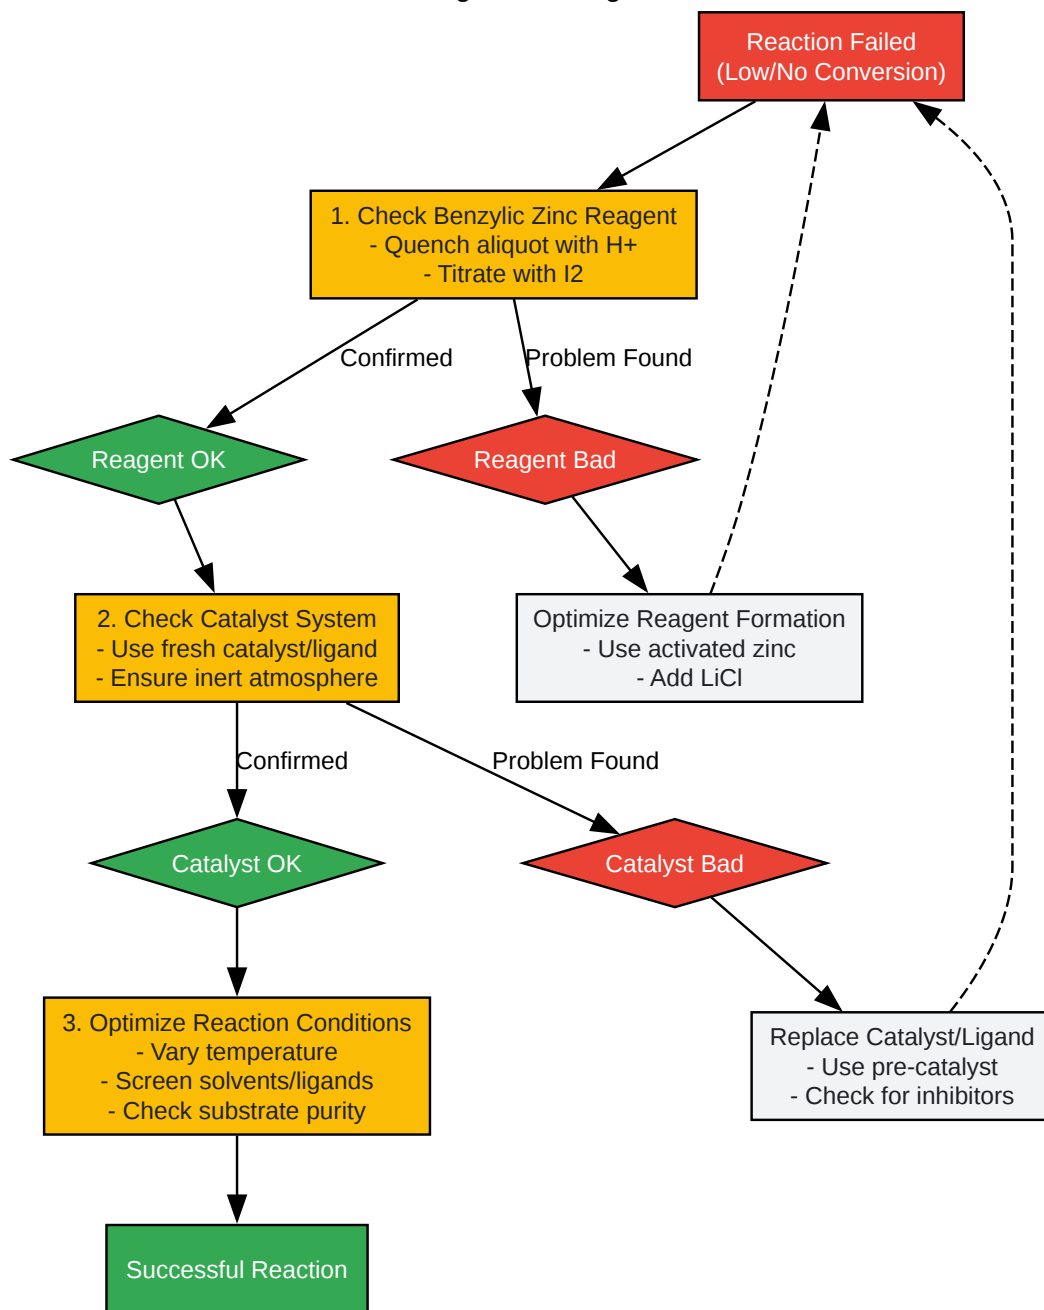 Reaction Failed
(Low/No Conversion)
1. Check Benzylic Zinc Reagent
- Quench aliquot with H+
- Titrate with I2
Confirmed
Problem Found
Reagent OK
Reagent Bad
2. Check Catalyst System
- Use fresh catalyst/ligand
- Ensure inert atmosphere
Optimize Reagent Formation
- Use activated zinc
- Add LiCl
Confirmed
Problem Found
Catalyst OK
Catalyst Bad
3. Optimize Reaction Conditions
- Vary temperature
- Screen solvents/ligands
- Check substrate purity
Replace Catalyst/Ligand
- Use pre-catalyst
- Check for inhibitors
Successful Reaction